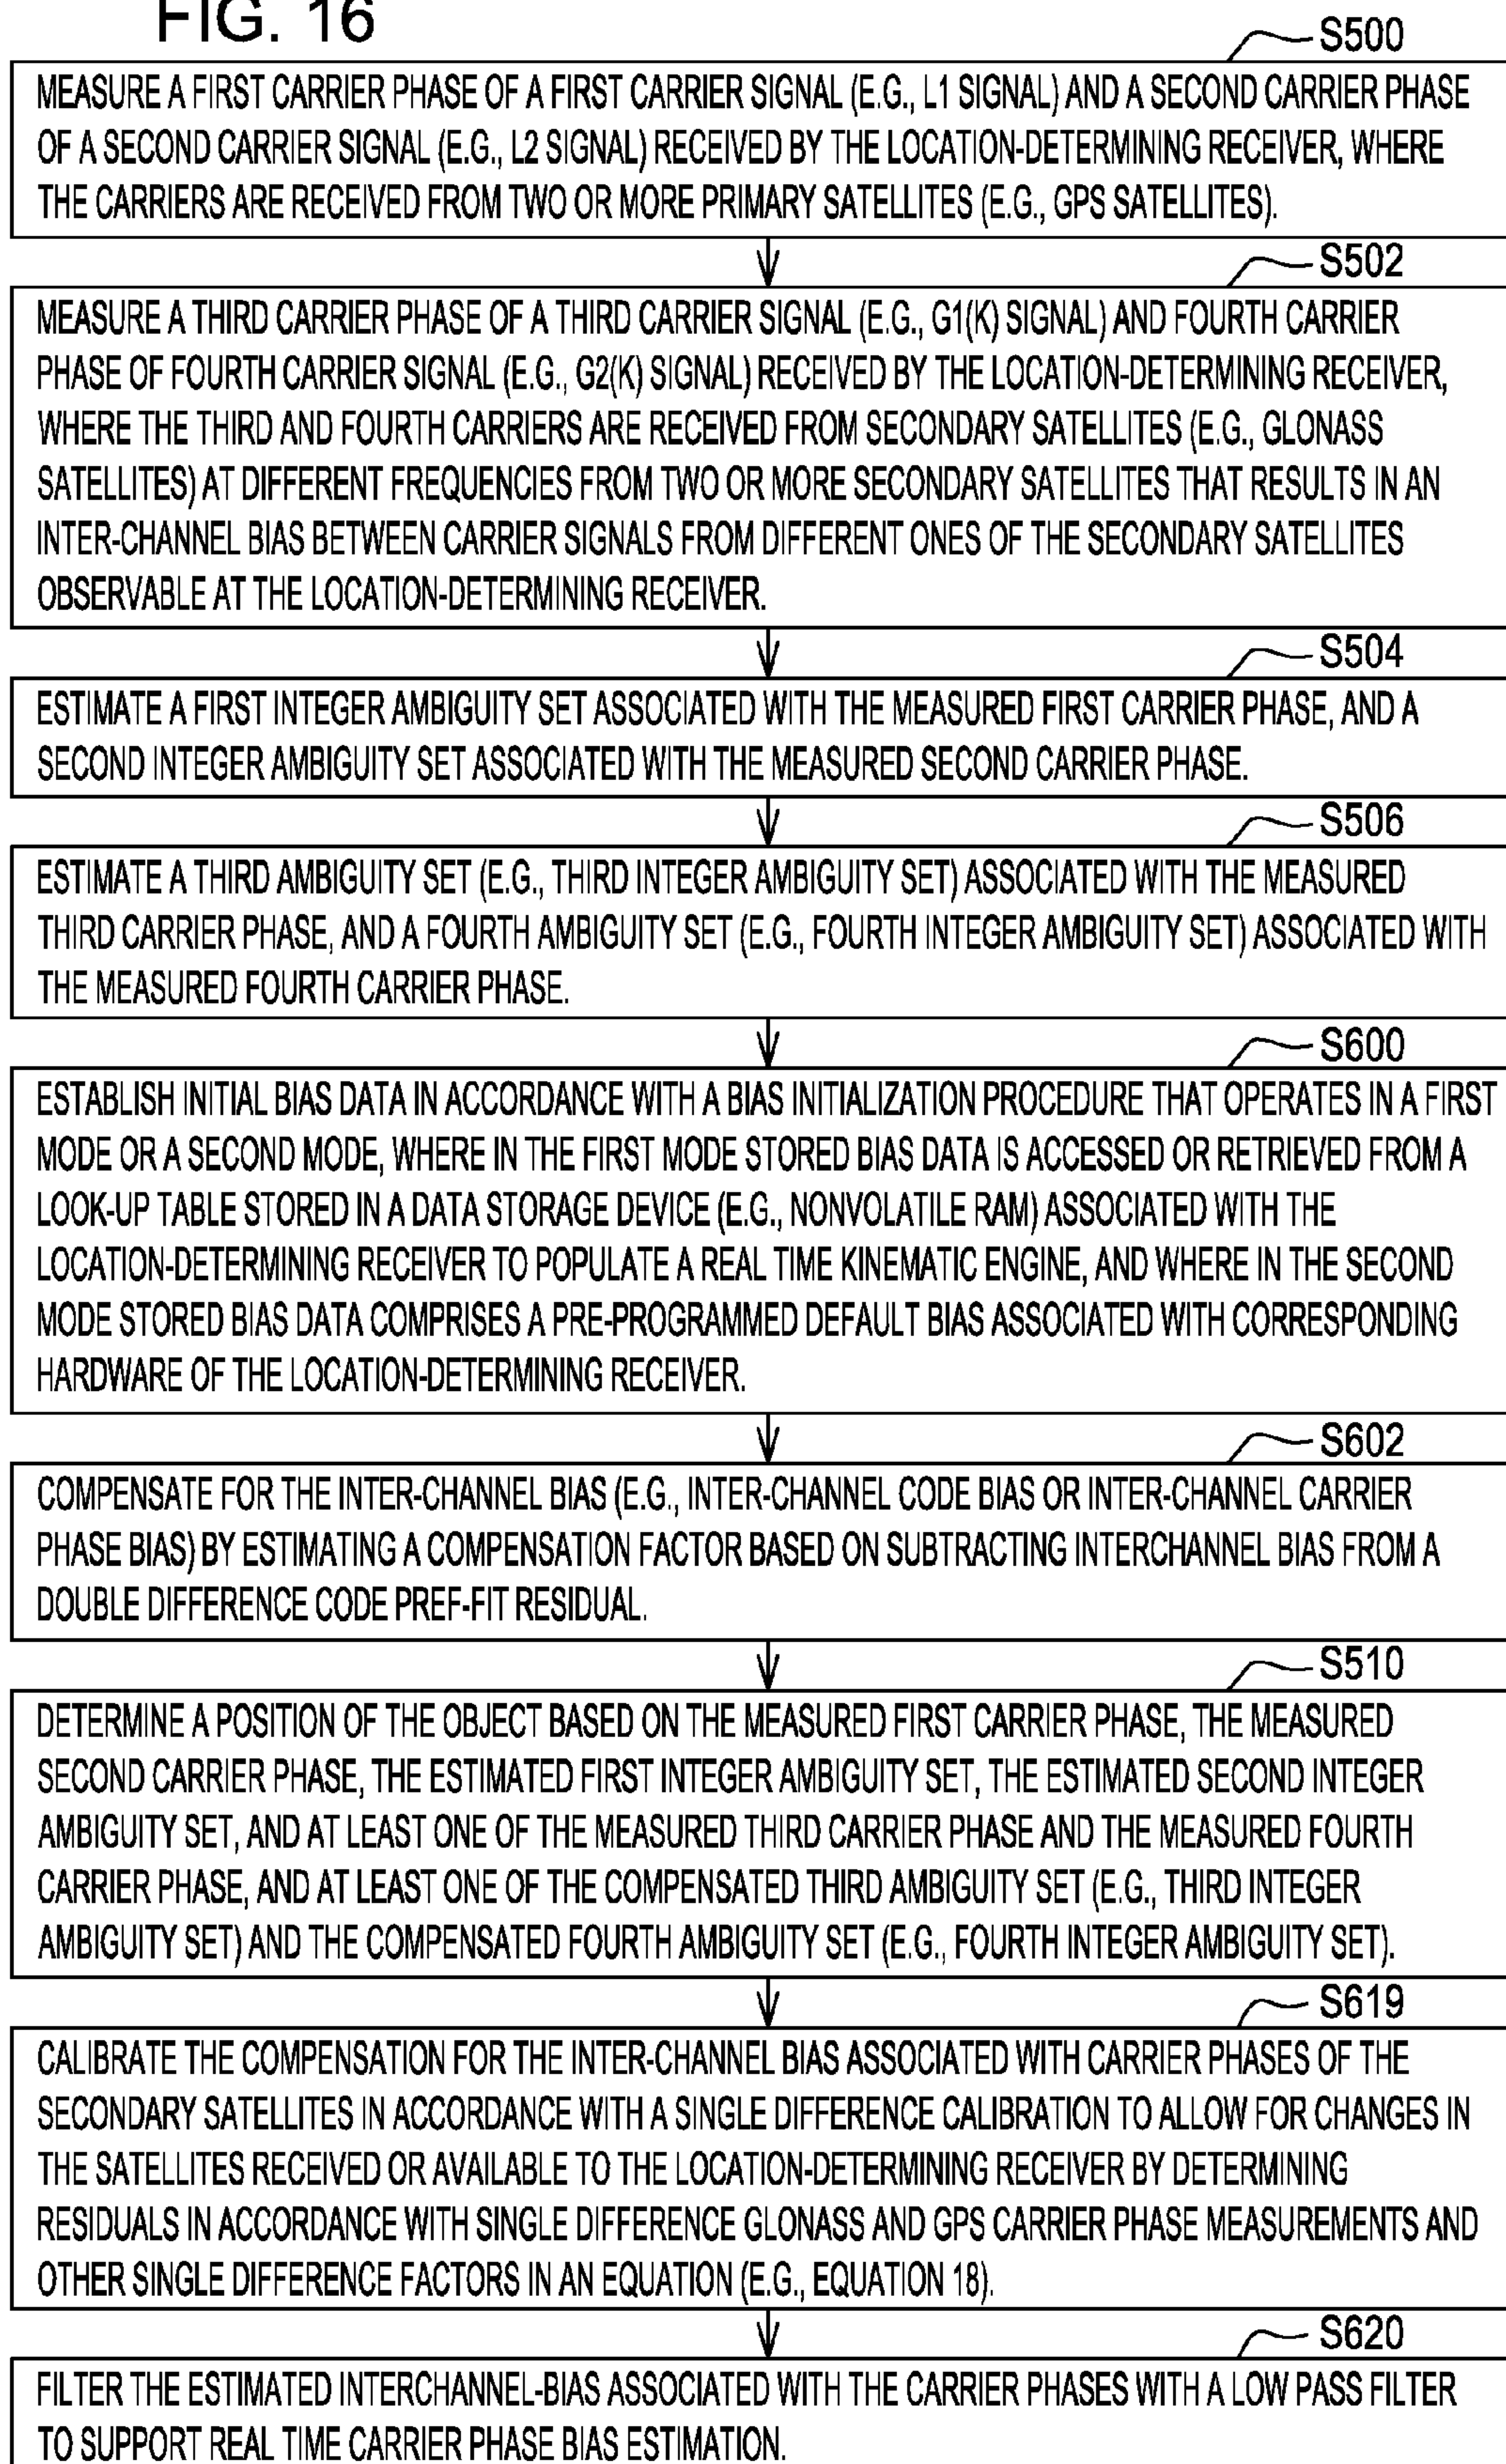 FIG. 16
S500
MEASURE A FIRST CARRIER PHASE OF A FIRST CARRIER SIGNAL (E.G., L1 SIGNAL) AND A SECOND CARRIER PHASE
OF A SECOND CARRIER SIGNAL (E.G., L2 SIGNAL) RECEIVED BY THE LOCATION-DETERMINING RECEIVER, WHERE
THE CARRIERS ARE RECEIVED FROM TWO OR MORE PRIMARY SATELLITES (E.G., GPS SATELLITES).
S502
MEASURE A THIRD CARRIER PHASE OF A THIRD CARRIER SIGNAL (E.G., G1(K) SIGNAL) AND FOURTH CARRIER
PHASE OF FOURTH CARRIER SIGNAL (E.G., G2(K) SIGNAL) RECEIVED BY THE LOCATION-DETERMINING RECEIVER,
WHERE THE THIRD AND FOURTH CARRIERS ARE RECEIVED FROM SECONDARY SATELLITES (E.G., GLONASS
SATELLITES) AT DIFFERENT FREQUENCIES FROM TWO OR MORE SECONDARY SATELLITES THAT RESULTS IN AN
INTER-CHANNEL BIAS BETWEEN CARRIER SIGNALS FROM DIFFERENT ONES OF THE SECONDARY SATELLITES
OBSERVABLE AT THE LOCATION-DETERMINING RECEIVER.
S504
ESTIMATE A FIRST INTEGER AMBIGUITY SET ASSOCIATED WITH THE MEASURED FIRST CARRIER PHASE, AND A
SECOND INTEGER AMBIGUITY SET ASSOCIATED WITH THE MEASURED SECOND CARRIER PHASE.
S506
ESTIMATE A THIRD AMBIGUITY SET (E.G., THIRD INTEGER AMBIGUITY SET) ASSOCIATED WITH THE MEASURED
THIRD CARRIER PHASE, AND A FOURTH AMBIGUITY SET (E.G., FOURTH INTEGER AMBIGUITY SET) ASSOCIATED WITH
THE MEASURED FOURTH CARRIER PHASE.
S600
ESTABLISH INITIAL BIAS DATA IN ACCORDANCE WITH A BIAS INITIALIZATION PROCEDURE THAT OPERATES IN A FIRST
MODE OR A SECOND MODE, WHERE IN THE FIRST MODE STORED BIAS DATA IS ACCESSED OR RETRIEVED FROM A
LOOK-UP TABLE STORED IN A DATA STORAGE DEVICE (E.G., NONVOLATILE RAM) ASSOCIATED WITH THE
LOCATION-DETERMINING RECEIVER TO POPULATE A REAL TIME KINEMATIC ENGINE, AND WHERE IN THE SECOND
MODE STORED BIAS DATA COMPRISES A PRE-PROGRAMMED DEFAULT BIAS ASSOCIATED WITH CORRESPONDING
HARDWARE OF THE LOCATION-DETERMINING RECEIVER.
S602
COMPENSATE FOR THE INTER-CHANNEL BIAS (E.G., INTER-CHANNEL CODE BIAS OR INTER-CHANNEL CARRIER
PHASE BIAS) BY ESTIMATING A COMPENSATION FACTOR BASED ON SUBTRACTING INTERCHANNEL BIAS FROM A
DOUBLE DIFFERENCE CODE PREF-FIT RESIDUAL.
S510
DETERMINE A POSITION OF THE OBJECT BASED ON THE MEASURED FIRST CARRIER PHASE, THE MEASURED
SECOND CARRIER PHASE, THE ESTIMATED FIRST INTEGER AMBIGUITY SET, THE ESTIMATED SECOND INTEGER
AMBIGUITY SET, AND AT LEAST ONE OF THE MEASURED THIRD CARRIER PHASE AND THE MEASURED FOURTH
CARRIER PHASE, AND AT LEAST ONE OF THE COMPENSATED THIRD AMBIGUITY SET (E.G., THIRD INTEGER
AMBIGUITY SET) AND THE COMPENSATED FOURTH AMBIGUITY SET (E.G., FOURTH INTEGER AMBIGUITY SET).
S619
CALIBRATE THE COMPENSATION FOR THE INTER-CHANNEL BIAS ASSOCIATED WITH CARRIER PHASES OF THE
SECONDARY SATELLITES IN ACCORDANCE WITH A SINGLE DIFFERENCE CALIBRATION TO ALLOW FOR CHANGES IN
THE SATELLITES RECEIVED OR AVAILABLE TO THE LOCATION-DETERMINING RECEIVER BY DETERMINING
RESIDUALS IN ACCORDANCE WITH SINGLE DIFFERENCE GLONASS AND GPS CARRIER PHASE MEASUREMENTS AND
OTHER SINGLE DIFFERENCE FACTORS IN AN EQUATION (E.G., EQUATION 18).
S620
FILTER THE ESTIMATED INTERCHANNEL-BIAS ASSOCIATED WITH THE CARRIER PHASES WITH A LOW PASS FILTER
TO SUPPORT REAL TIME CARRIER PHASE BIAS ESTIMATION.